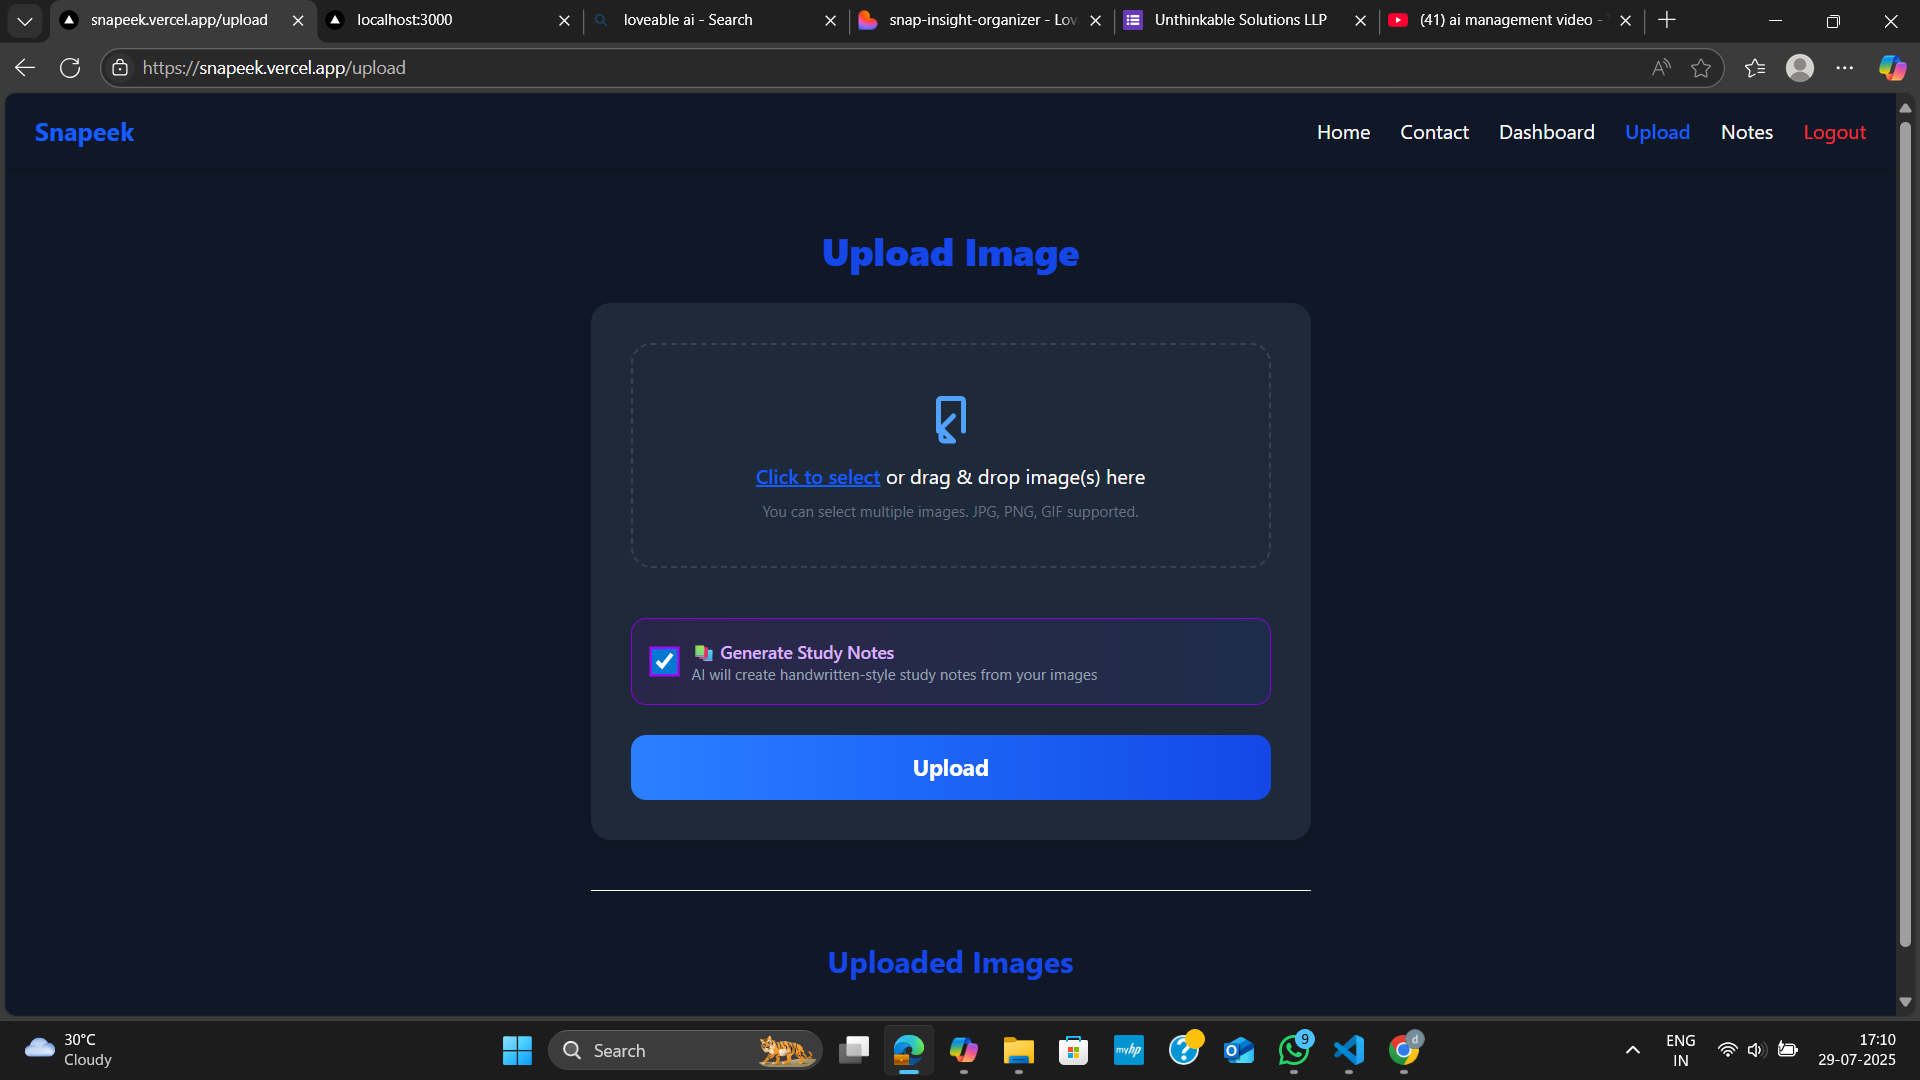 snapeek.vercel.app/upload
localhost:3000
loveable ai - Search
snap-insight-organizer - Lov
Unthinkable Solutions LLP
(41) ai management video -
https://snapeek.vercel.app/upload
Snapeek
Home
Contact
Dashboard
Upload
Notes
Logout
Upload Image
Click to select or drag & drop image(s) here
You can select multiple images. JPG, PNG, GIF supported.
📚 Generate Study Notes
AI will create handwritten-style study notes from your images
Upload
Uploaded Images
30°C
Cloudy
Search
myhp
9
d
ENG
IN
17:10
29-07-2025